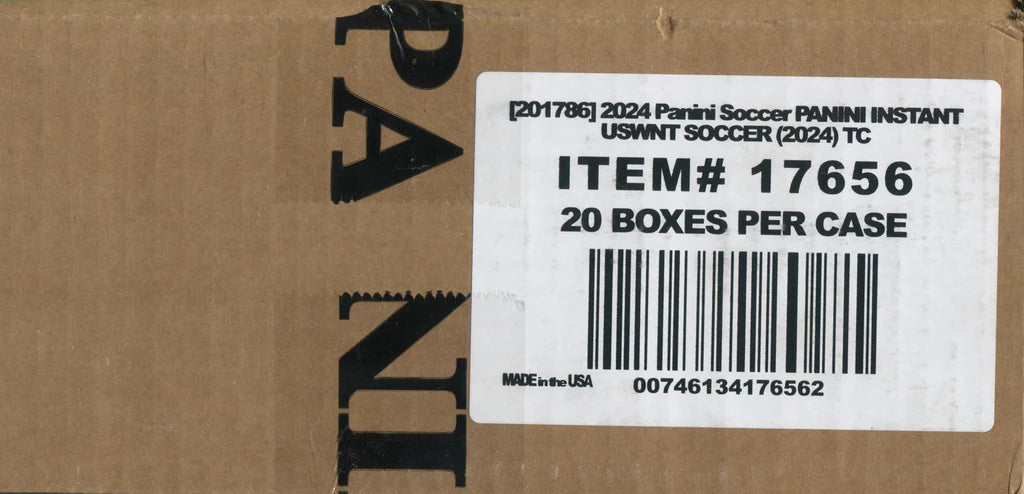 PANINI
[201786] 2024 Panini Soccer PANINI INSTANT
USWNT SOCCER (2024) TC
ITEM# 17656
20 BOXES PER CASE
MADE in the USA
00746134176562